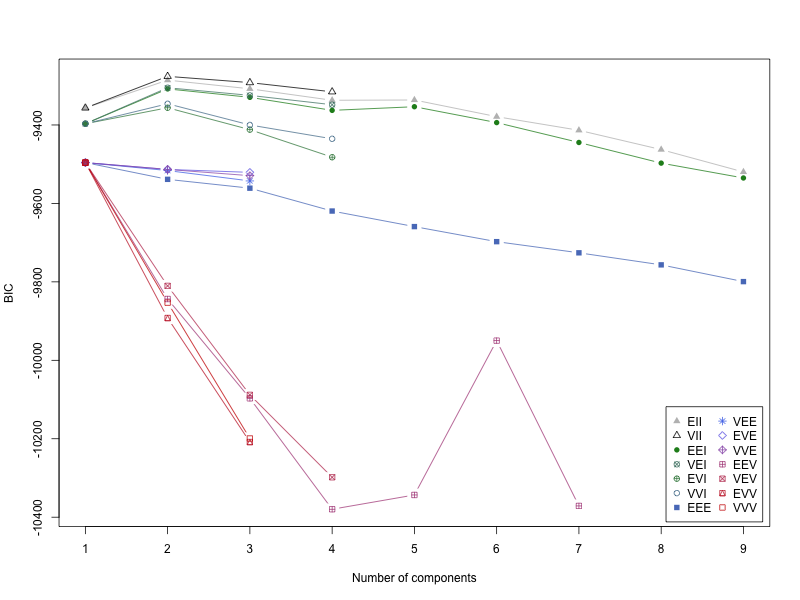 -9400
-9600
-9800
-10000
-10200
-10400
BIC
1 2 3 4 5 6 7 8 9
Number of components
EII VEE
VII EVE
EEI VVE
VEI EEV
EVI VEV
VVI EVV
EEE VVV